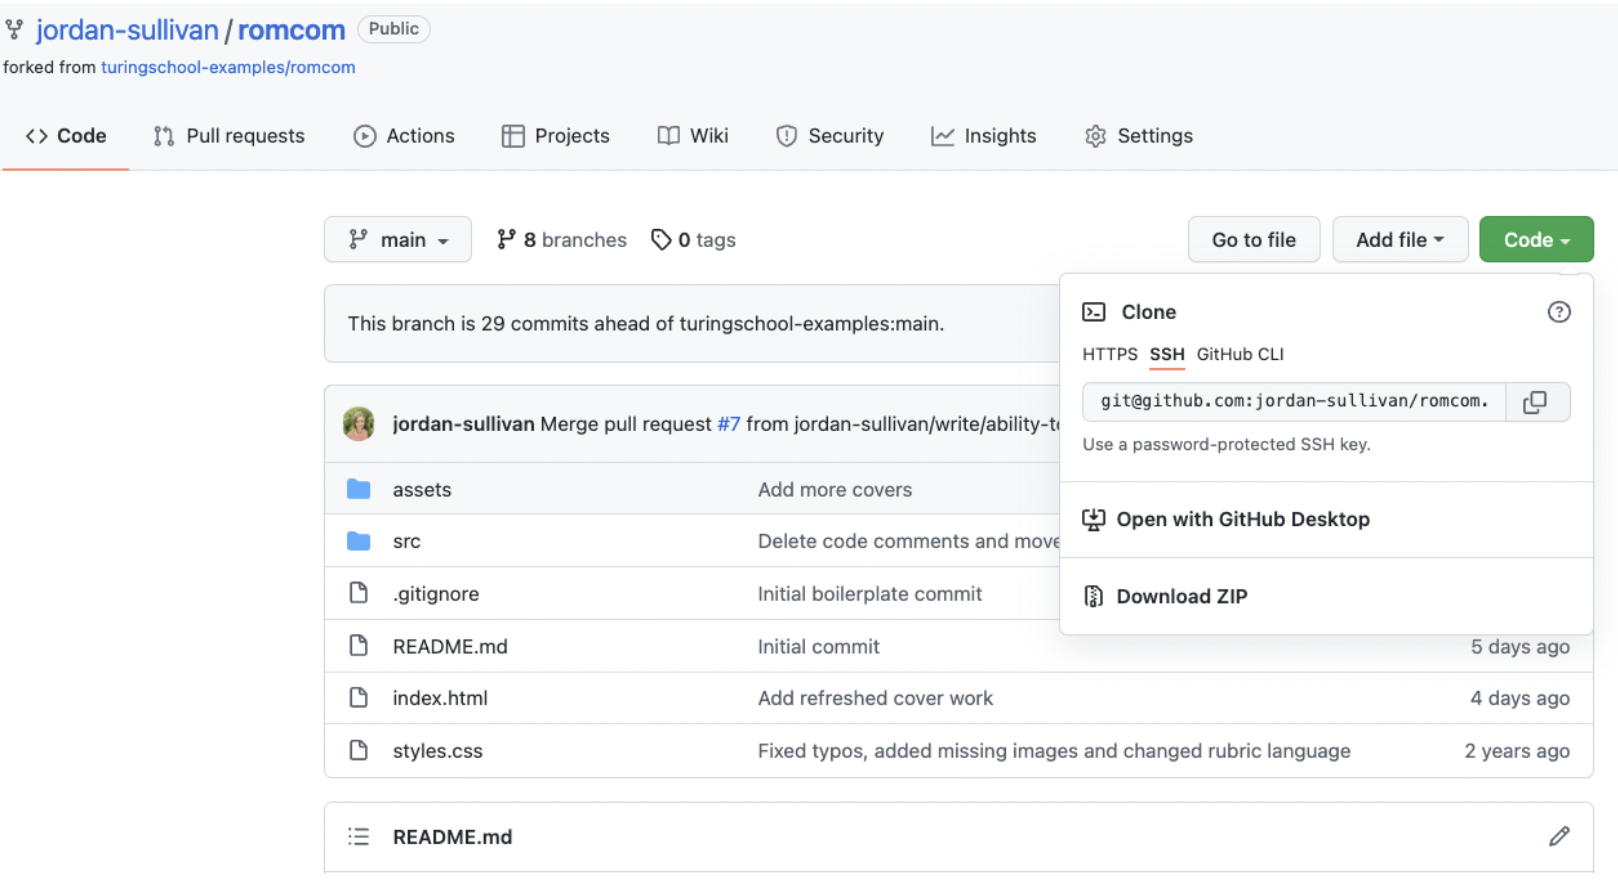 jordan-sullivan / romcom Public
forked from turingschool-examples/romcom
Code Pull requests Actions Projects Wiki Security Insights Settings
main 8 branches 0 tags Go to file Add file Code
This branch is 29 commits ahead of turingschool-examples:main.
Clone
HTTPS SSH GitHub CLI
git@github.com:jordan-sullivan/romcom.
Use a password-protected SSH key.
Open with GitHub Desktop
Download ZIP
jordan-sullivan Merge pull request #7 from jordan-sullivan/write/ability-to
assets Add more covers
src Delete code comments and move
.gitignore Initial boilerplate commit
README.md Initial commit 5 days ago
index.html Add refreshed cover work 4 days ago
styles.css Fixed typos, added missing images and changed rubric language 2 years ago
README.md